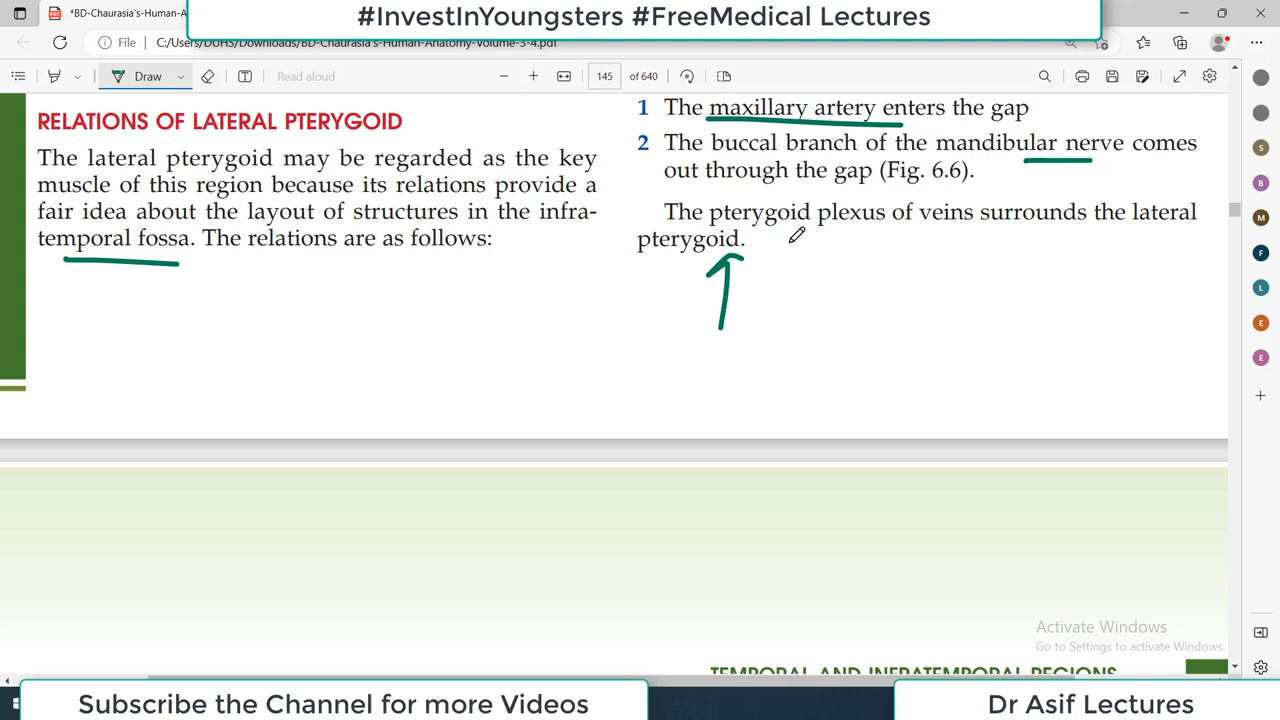 #InvestInYoungsters #FreeMedical Lectures
*BD-Chaurasia's-Human-A
File
C:/Users/DUHS/Downloads/BD-Chaurasia's-Human-Anatomy-Volume-3-4.pdf
Draw
Read aloud
145 of 640
RELATIONS OF LATERAL PTERYGOID
The lateral pterygoid may be regarded as the key
muscle of this region because its relations provide a
fair idea about the layout of structures in the infra-
temporal fossa. The relations are as follows:
1 The maxillary artery enters the gap
2 The buccal branch of the mandibular nerve comes
out through the gap (Fig. 6.6).
The pterygoid plexus of veins surrounds the lateral
pterygoid.
S
B
M
F
L
E
E
Activate Windows
Go to Settings to activate Windows.
TEMPORAL AND INFRATEMPORAL REGIONS
Subscribe the Channel for more Videos
Dr Asif Lectures